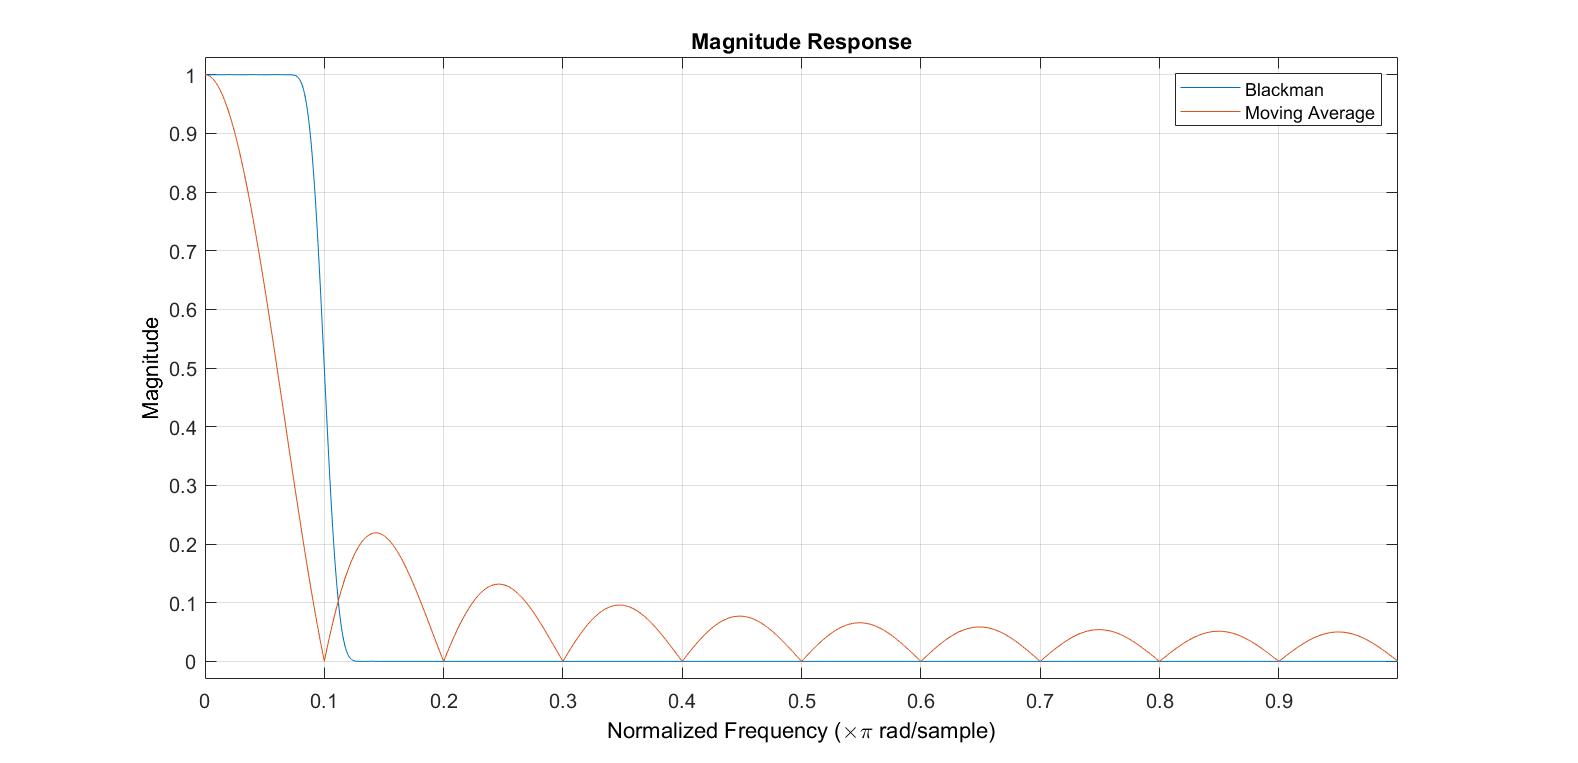 Magnitude Response
Blackman
Moving Average
1
0.9
0.8
0.7
0.6
0.5
0.4
0.3
0.2
0.1
0
Magnitude
0 0.1 0.2 0.3 0.4 0.5 0.6 0.7 0.8 0.9
Normalized Frequency (×π rad/sample)